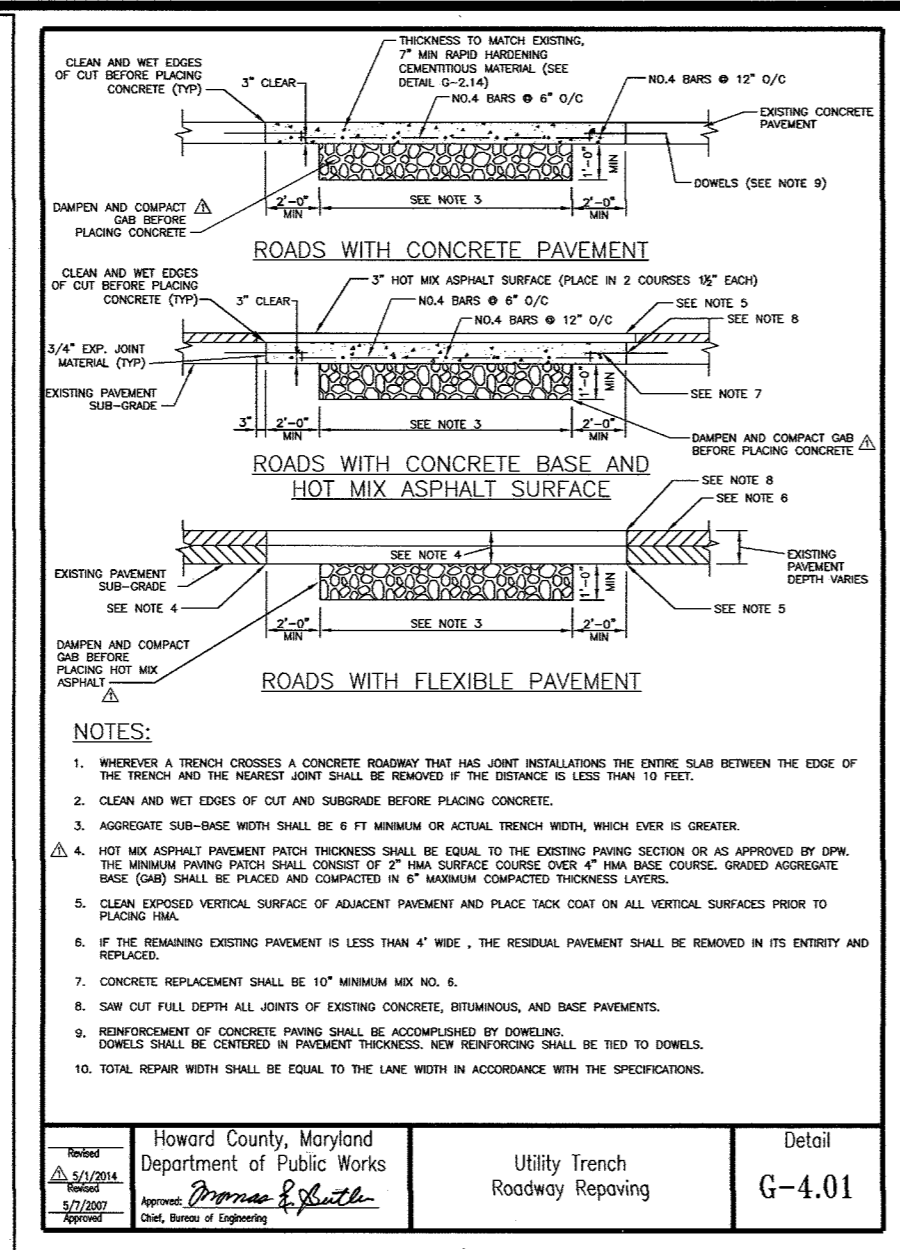 THICKNESS TO MATCH EXISTING,
7" MIN RAPID HARDENING
CEMENTITIOUS MATERIAL (SEE
DETAIL G-2.14)
CLEAN AND WET EDGES
OF CUT BEFORE PLACING
CONCRETE (TYP)
3" CLEAR
NO.4 BARS @ 6" O/C
NO.4 BARS @ 12" O/C
EXISTING CONCRETE
PAVEMENT
1'-0"
MIN
DOWELS (SEE NOTE 9)
DAMPEN AND COMPACT 1
GAB BEFORE
PLACING CONCRETE
2'-0"
MIN
SEE NOTE 3
2'-0"
MIN
ROADS WITH CONCRETE PAVEMENT
CLEAN AND WET EDGES
OF CUT BEFORE PLACING
CONCRETE (TYP)
3" HOT MIX ASPHALT SURFACE (PLACE IN 2 COURSES 1½" EACH)
3" CLEAR
NO.4 BARS @ 6" O/C
NO.4 BARS @ 12" O/C
SEE NOTE 5
SEE NOTE 8
3/4" EXP. JOINT
MATERIAL (TYP)
EXISTING PAVEMENT
SUB-GRADE
1'-0"
MIN
SEE NOTE 7
3"
2'-0"
MIN
SEE NOTE 3
2'-0"
MIN
DAMPEN AND COMPACT GAB
BEFORE PLACING CONCRETE 1
ROADS WITH CONCRETE BASE AND
HOT MIX ASPHALT SURFACE
SEE NOTE 8
SEE NOTE 6
SEE NOTE 4
EXISTING
PAVEMENT
DEPTH VARIES
EXISTING PAVEMENT
SUB-GRADE
SEE NOTE 4
1'-0"
MIN
SEE NOTE 5
2'-0"
MIN
SEE NOTE 3
2'-0"
MIN
DAMPEN AND COMPACT
GAB BEFORE
PLACING HOT MIX
ASPHALT
1
ROADS WITH FLEXIBLE PAVEMENT
NOTES:
1. WHEREVER A TRENCH CROSSES A CONCRETE ROADWAY THAT HAS JOINT INSTALLATIONS THE ENTIRE SLAB BETWEEN THE EDGE OF
THE TRENCH AND THE NEAREST JOINT SHALL BE REMOVED IF THE DISTANCE IS LESS THAN 10 FEET.
2. CLEAN AND WET EDGES OF CUT AND SUBGRADE BEFORE PLACING CONCRETE.
3. AGGREGATE SUB-BASE WIDTH SHALL BE 6 FT MINIMUM OR ACTUAL TRENCH WIDTH, WHICH EVER IS GREATER.
1 4. HOT MIX ASPHALT PAVEMENT PATCH THICKNESS SHALL BE EQUAL TO THE EXISTING PAVING SECTION OR AS APPROVED BY DPW.
THE MINIMUM PAVING PATCH SHALL CONSIST OF 2" HMA SURFACE COURSE OVER 4" HMA BASE COURSE. GRADED AGGREGATE
BASE (GAB) SHALL BE PLACED AND COMPACTED IN 6" MAXIMUM COMPACTED THICKNESS LAYERS.
5. CLEAN EXPOSED VERTICAL SURFACE OF ADJACENT PAVEMENT AND PLACE TACK COAT ON ALL VERTICAL SURFACES PRIOR TO
PLACING HMA.
6. IF THE REMAINING EXISTING PAVEMENT IS LESS THAN 4' WIDE , THE RESIDUAL PAVEMENT SHALL BE REMOVED IN ITS ENTIRITY AND
REPLACED.
7. CONCRETE REPLACEMENT SHALL BE 10" MINIMUM MIX NO. 6.
8. SAW CUT FULL DEPTH ALL JOINTS OF EXISTING CONCRETE, BITUMINOUS, AND BASE PAVEMENTS.
9. REINFORCEMENT OF CONCRETE PAVING SHALL BE ACCOMPLISHED BY DOWELING.
DOWELS SHALL BE CENTERED IN PAVEMENT THICKNESS. NEW REINFORCING SHALL BE TIED TO DOWELS.
10. TOTAL REPAIR WIDTH SHALL BE EQUAL TO THE LANE WIDTH IN ACCORDANCE WITH THE SPECIFICATIONS.
Revised
1 5/1/2014
Revised
5/7/2007
Approved
Howard County, Maryland
Department of Public Works
Approved: Thomas E. Butler
Chief, Bureau of Engineering
Utility Trench
Roadway Repaving
Detail
G-4.01